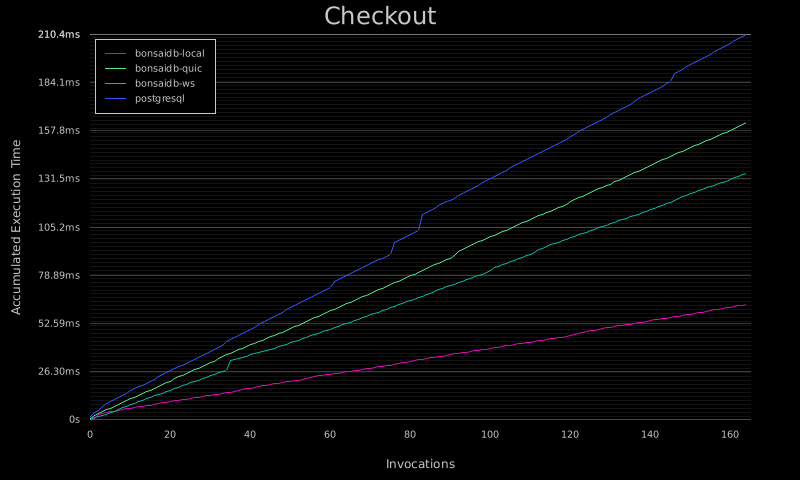 Checkout
210.4ms
184.1ms
157.8ms
131.5ms
105.2ms
78.89ms
52.59ms
26.30ms
0s
bonsaidb-local
bonsaidb-quic
bonsaidb-ws
postgresql
Accumulated Execution Time
0 20 40 60 80 100 120 140 160
Invocations